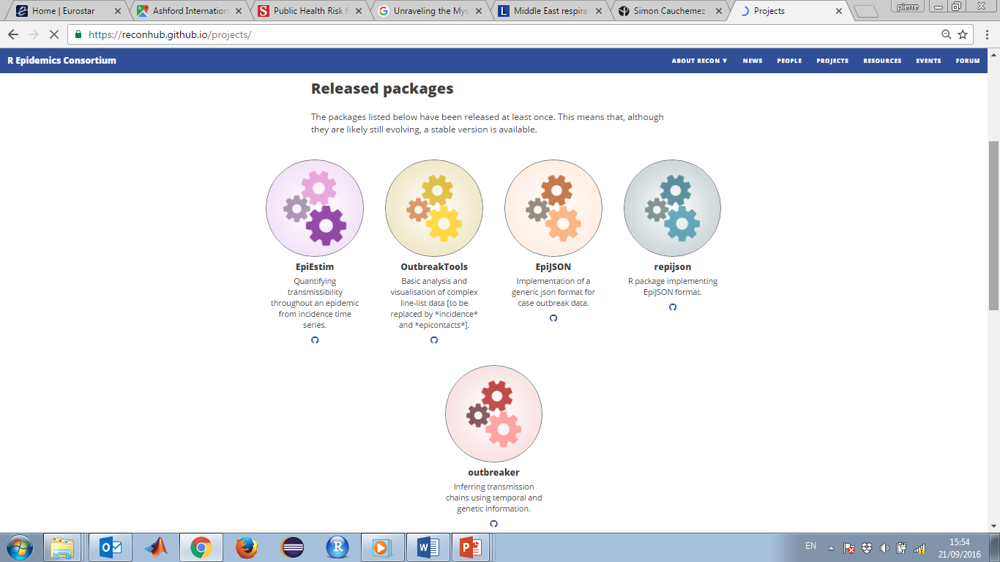 pierre
Home | Eurostar
Ashford Internation
Public Health Risk f
Unraveling the Mys
Middle East respirat
Simon Cauchemez
Projects
https://reconhub.github.io/projects/
R Epidemics Consortium
ABOUT RECON ▼ NEWS PEOPLE PROJECTS RESOURCES EVENTS FORUM
Released packages
The packages listed below have been released at least once. This means that, although
they are likely still evolving, a stable version is available.
EpiEstim
Quantifying
transmissibility
throughout an epidemic
from incidence time
series.
OutbreakTools
Basic analysis and
visualisation of complex
line-list data [to be
replaced by *incidence*
and *epicontacts*].
EpiJSON
Implementation of a
generic json format for
case outbreak data.
repijson
R package implementing
EpiJSON format.
outbreaker
Inferring transmission
chains using temporal and
genetic information.
EN
15:54
21/09/2016